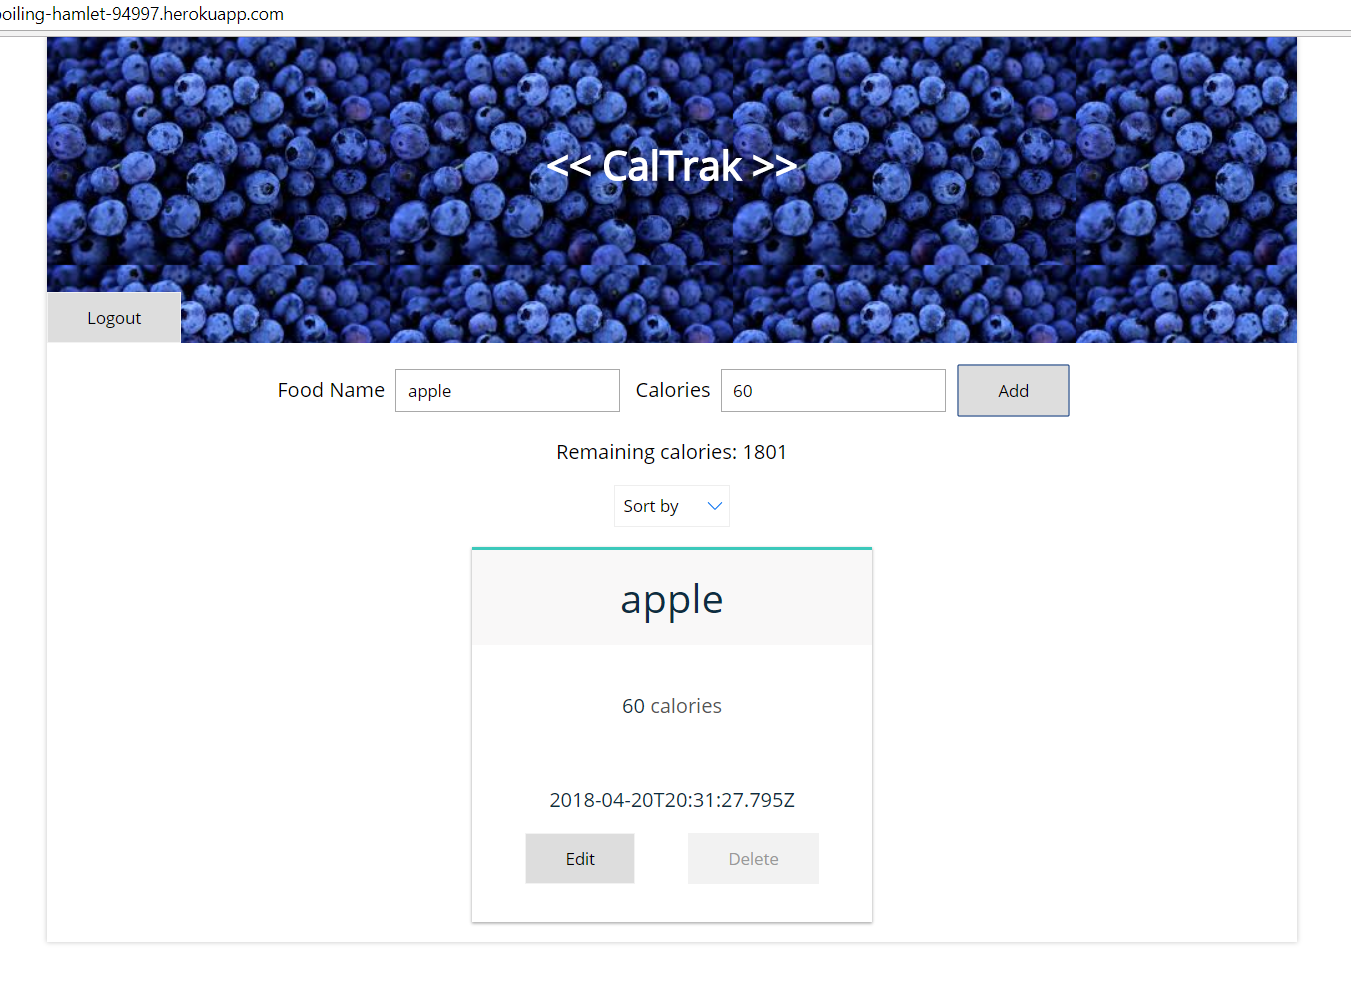 oiling-hamlet-94997.herokuapp.com
<< CalTrak >>
Logout
Food Name apple Calories 60 Add
Remaining calories: 1801
Sort by
apple
60 calories
2018-04-20T20:31:27.795Z
Edit Delete